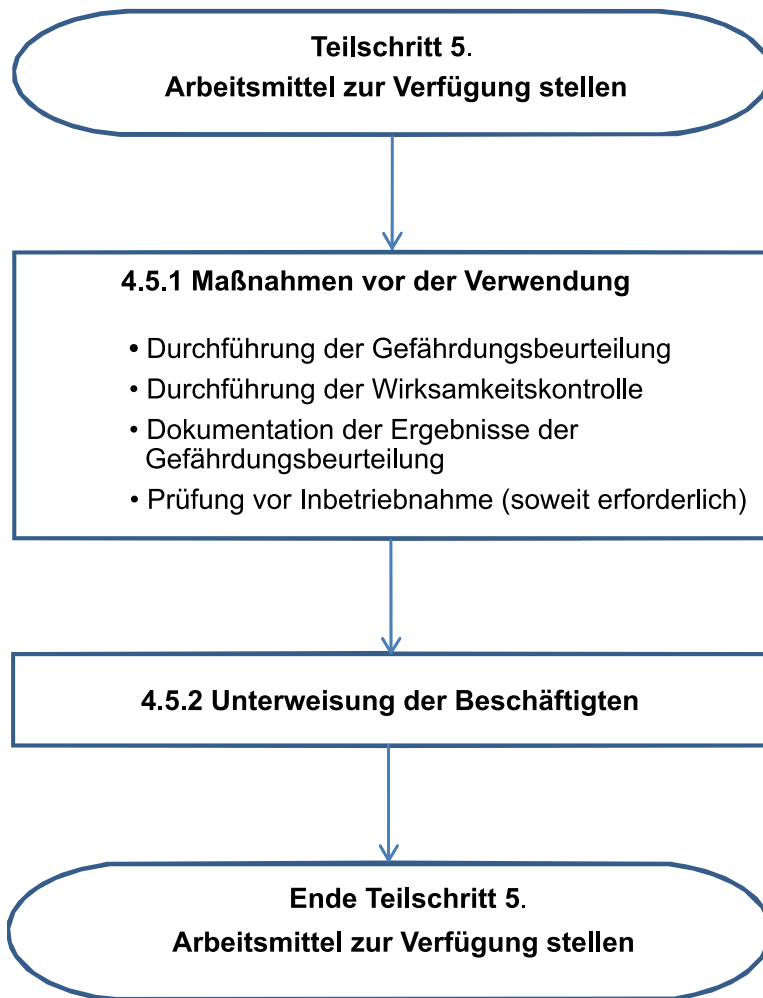 Teilschritt 5.
Arbeitsmittel zur Verfügung stellen
4.5.1 Maßnahmen vor der Verwendung
• Durchführung der Gefährdungsbeurteilung
• Durchführung der Wirksamkeitskontrolle
• Dokumentation der Ergebnisse der
Gefährdungsbeurteilung
• Prüfung vor Inbetriebnahme (soweit erforderlich)
4.5.2 Unterweisung der Beschäftigten
Ende Teilschritt 5.
Arbeitsmittel zur Verfügung stellen